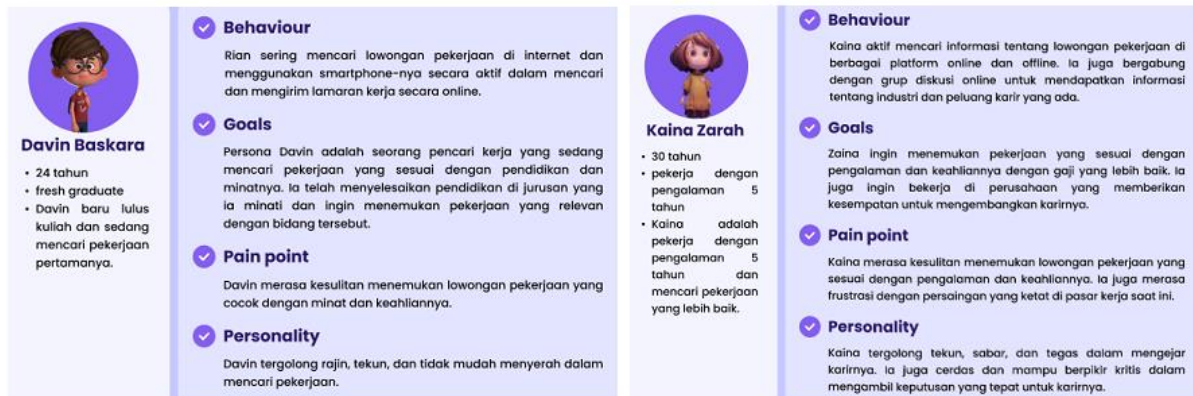 Davin Baskara
• 24 tahun
• fresh graduate
• Davin baru lulus
kuliah dan sedang
mencari pekerjaan
pertamanya.
Behaviour
Rian sering mencari lowongan pekerjaan di internet dan
menggunakan smartphone-nya secara aktif dalam mencari
dan mengirim lamaran kerja secara online.
Goals
Persona Davin adalah seorang pencari kerja yang sedang
mencari pekerjaan yang sesuai dengan pendidikan dan
minatnya. Ia telah menyelesaikan pendidikan di jurusan yang
ia minati dan ingin menemukan pekerjaan yang relevan
dengan bidang tersebut.
Pain point
Davin merasa kesulitan menemukan lowongan pekerjaan yang
cocok dengan minat dan keahliannya.
Personality
Davin tergolong rajin, tekun, dan tidak mudah menyerah dalam
mencari pekerjaan.
Kaina Zarah
• 30 tahun
• pekerja dengan
pengalaman 5
tahun
• Kaina adalah
pekerja dengan
pengalaman 5
tahun dan
mencari pekerjaan
yang lebih baik.
Behaviour
Kaina aktif mencari informasi tentang lowongan pekerjaan di
berbagai platform online dan offline. Ia juga bergabung
dengan grup diskusi online untuk mendapatkan informasi
tentang industri dan peluang karir yang ada.
Goals
Zaina ingin menemukan pekerjaan yang sesuai dengan
pengalaman dan keahliannya dengan gaji yang lebih baik. Ia
juga ingin bekerja di perusahaan yang memberikan
kesempatan untuk mengembangkan karirnya.
Pain point
Kaina merasa kesulitan menemukan lowongan pekerjaan yang
sesuai dengan pengalaman dan keahliannya. Ia juga merasa
frustrasi dengan persaingan yang ketat di pasar kerja saat ini.
Personality
Kaina tergolong tekun, sabar, dan tegas dalam mengejar
karirnya. Ia juga cerdas dan mampu berpikir kritis dalam
mengambil keputusan yang tepat untuk karirnya.